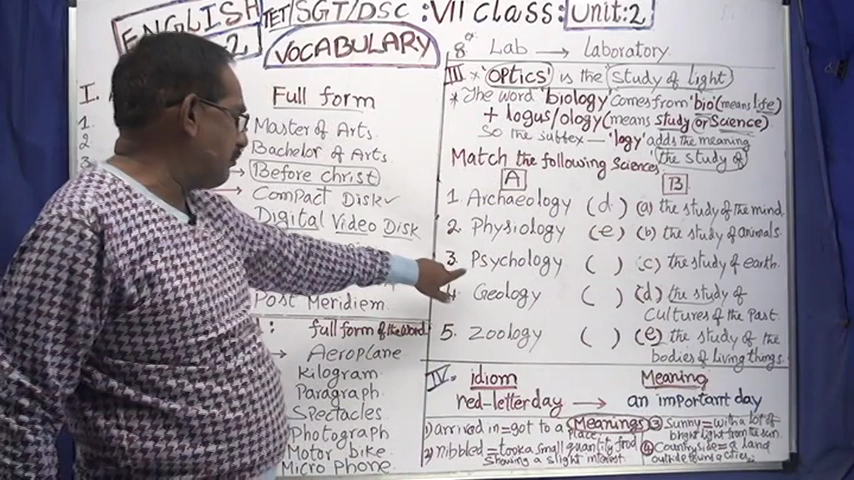 ENGLISH TET/SGT/DSC :VII class: Unit:2
2
VOCABULARY
I.
1.
2
3
Full form
Master of Arts.
Bachelor of Arts.
→ Before christ
→ Compact Disk
Digital Video Disk
Post Meridiem
: full form of the word
→ Aeroplane
Kilogram
Paragraph
Spectacles
Photograph
Motor bike
Micro phone
8. Lab → laboratory
III * 'Optics' is the study of light
* The word 'biology' comes from 'bio' (means life)
+ logus/ology (means study or science).
So the suffex — 'logy' adds the meaning
'the study of'
Match the following sciences
A B
1. Archaeology (d) (a) the study of the mind
2. Physiology (e) (b) the study of animals
3. Psychology ( ) (c) the study of earth.
4. Geology ( ) (d) the study of
cultures of the Past.
5. Zoology ( ) (e) the study of the
bodies of living things.
IV. idiom Meaning
red-letter day → an important day
Meanings
1) arrived in = got to a place.
2) nibbled = took a small quantity food
showing a slight interest.
③ Sunny = with a lot of
bright light from the sun.
④ Countryside = a land
outside towns & cities.